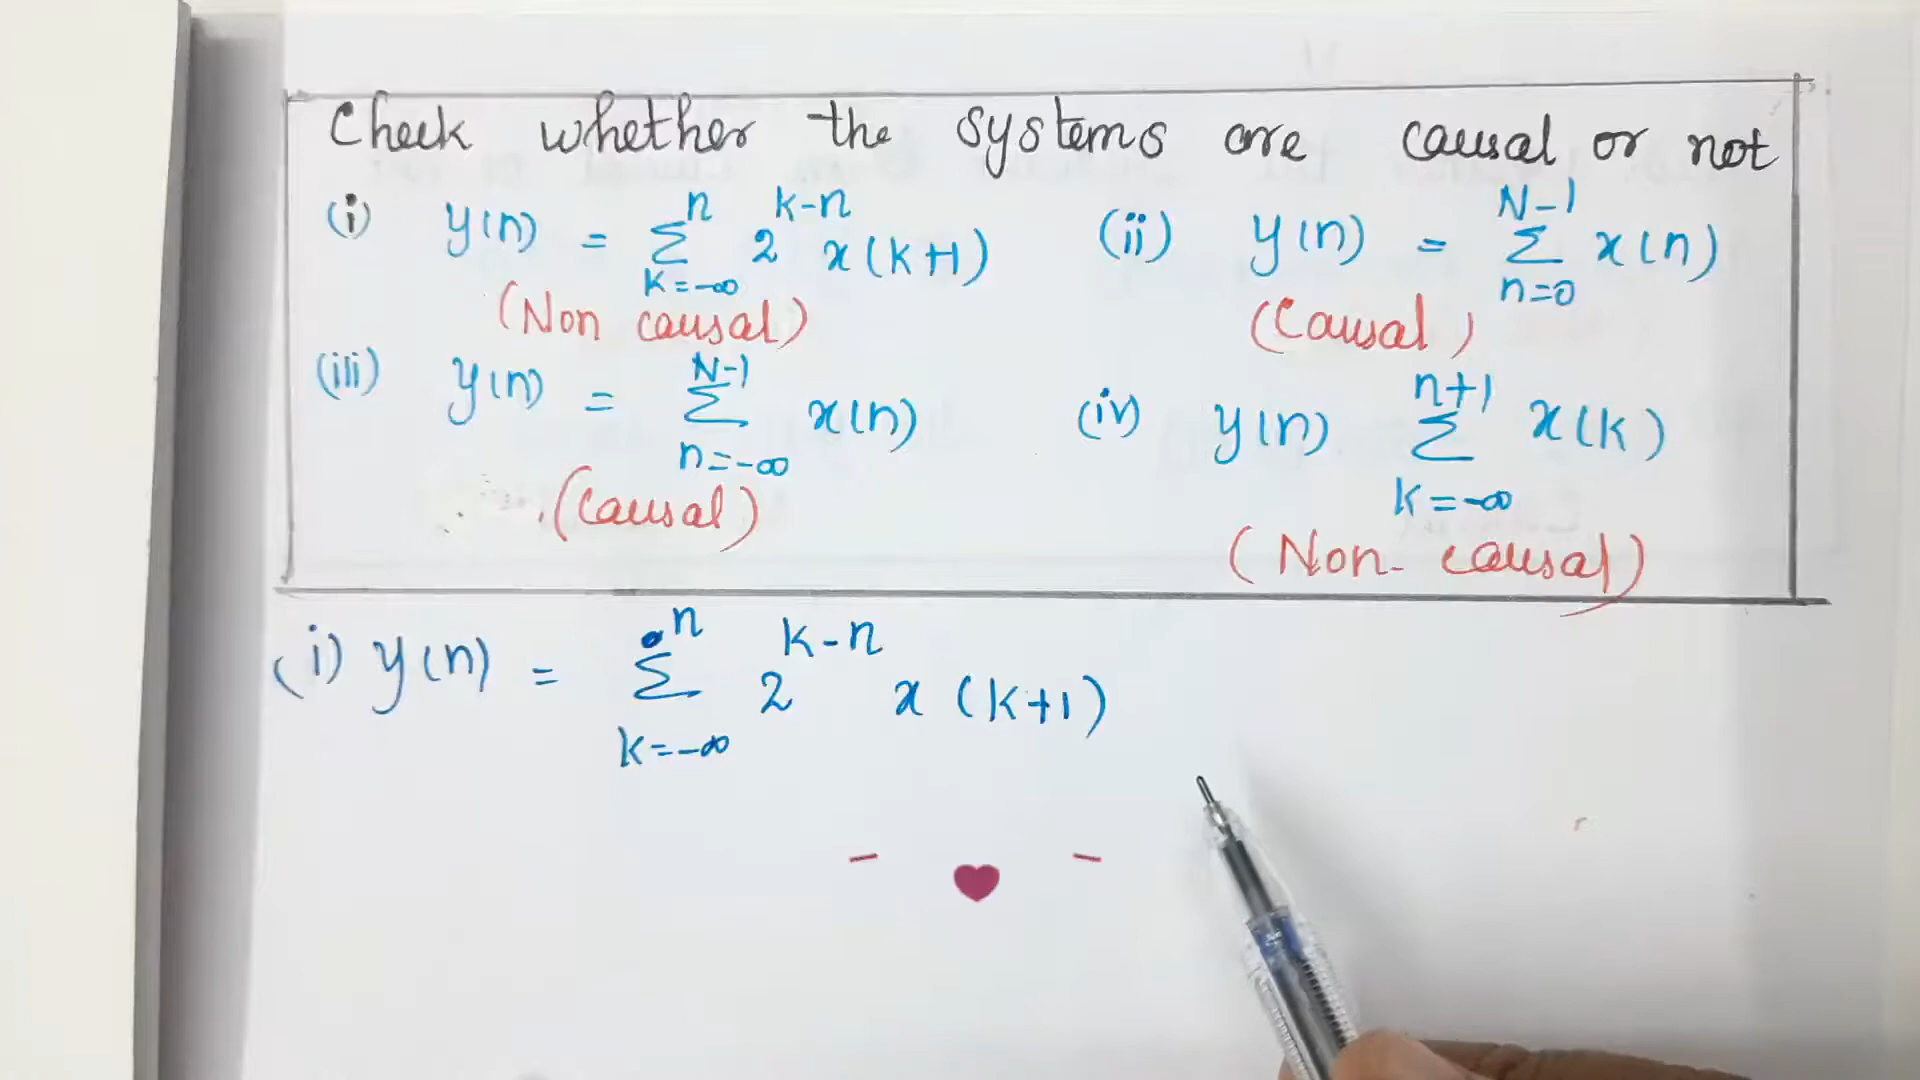 Check whether the systems are causal or not
(i) y(n) = Σ_{k=-∞}^{n} 2^{k-n} x(k+1) (ii) y(n) = Σ_{n=0}^{N-1} x(n)
(Non causal) (Causal)
(iii) y(n) = Σ_{n=-∞}^{N-1} x(n) (iv) y(n) Σ_{k=-∞}^{n+1} x(k)
(Causal) (Non-causal)
(i) y(n) = Σ_{k=-∞}^{n} 2^{k-n} x(k+1)